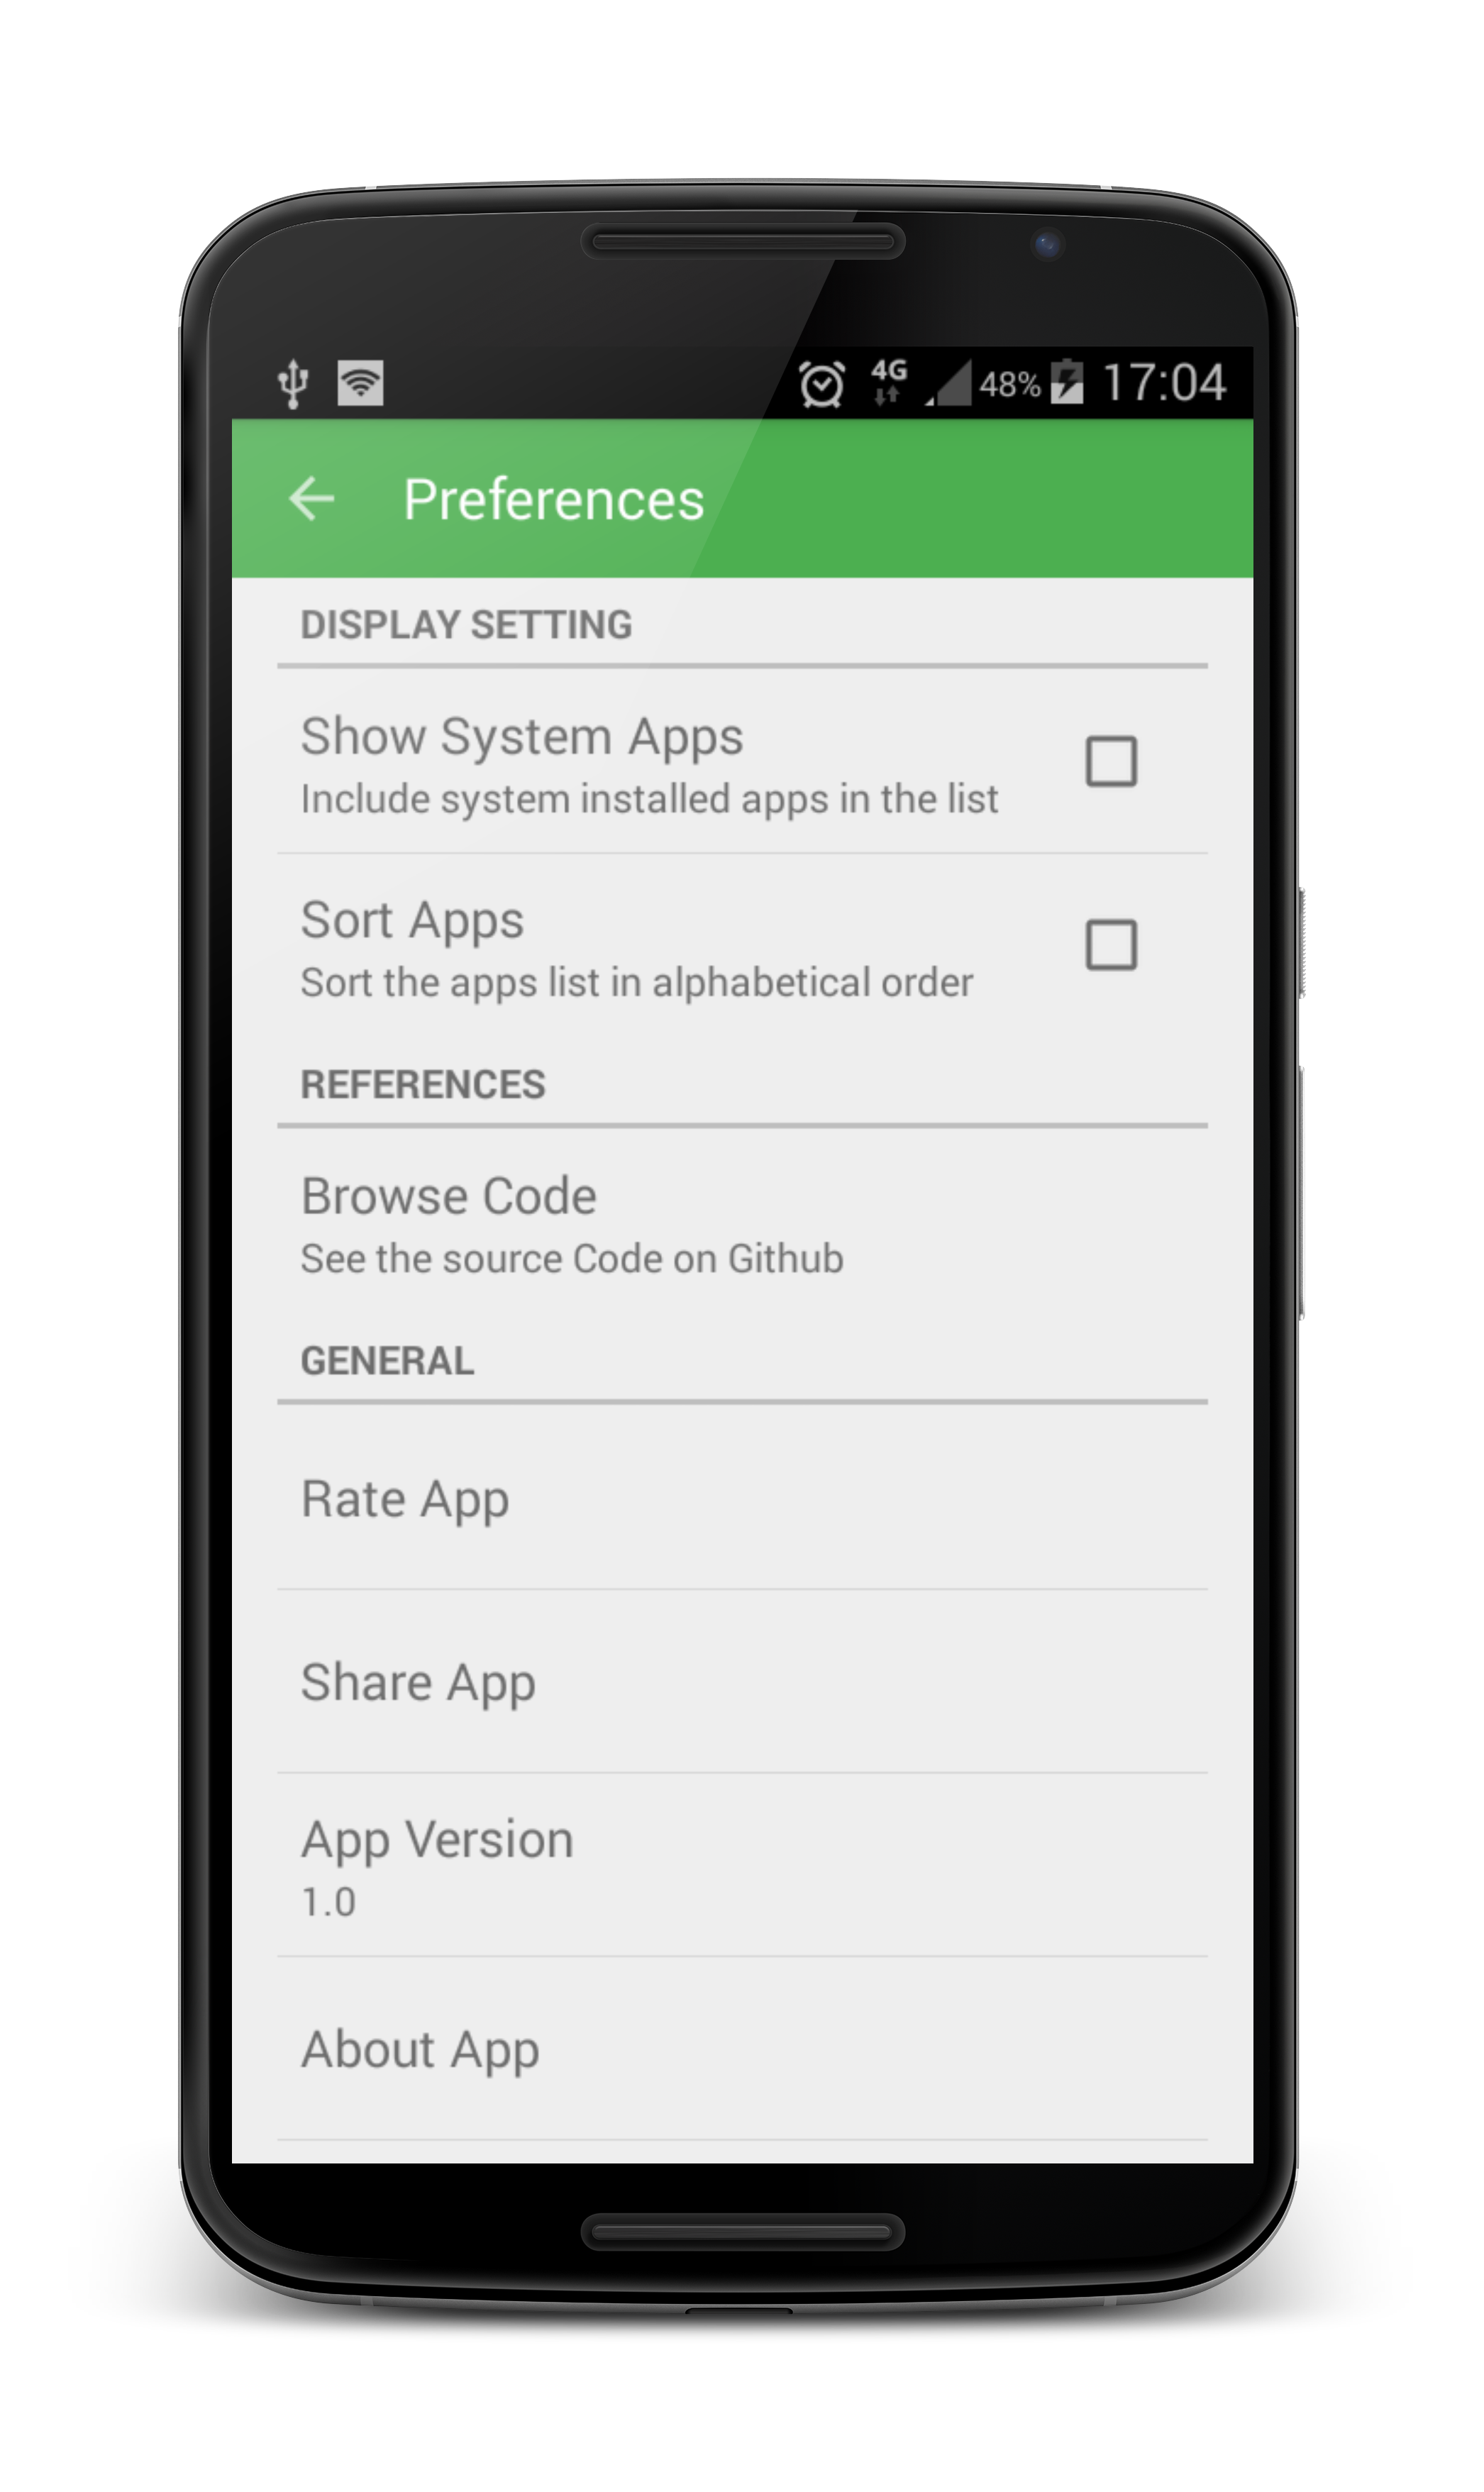 4G 48% 17:04
Preferences
DISPLAY SETTING
Show System Apps
Include system installed apps in the list
Sort Apps
Sort the apps list in alphabetical order
REFERENCES
Browse Code
See the source Code on Github
GENERAL
Rate App
Share App
App Version
1.0
About App